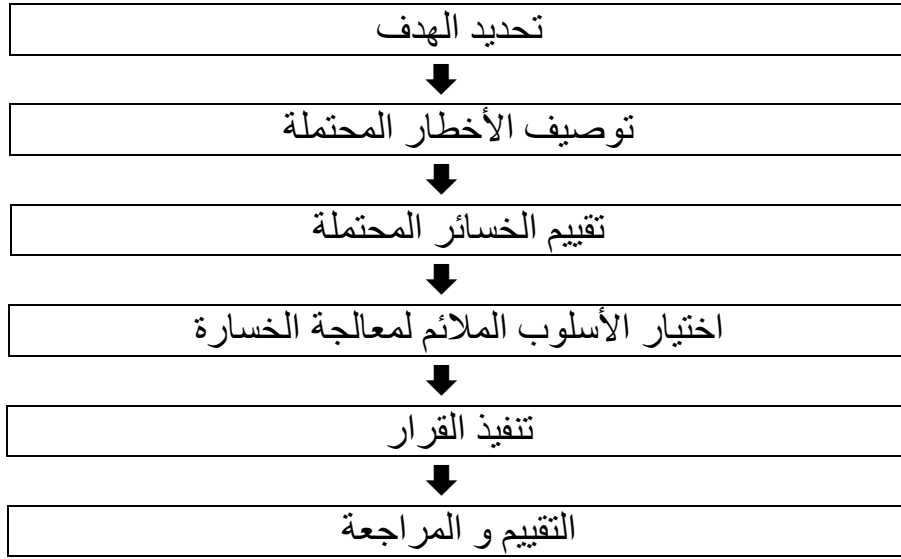 تحديد الهدف
توصيف الأخطار المحتملة
تقييم الخسائر المحتملة
اختيار الأسلوب الملائم لمعالجة الخسارة
تنفيذ القرار
التقييم و المراجعة